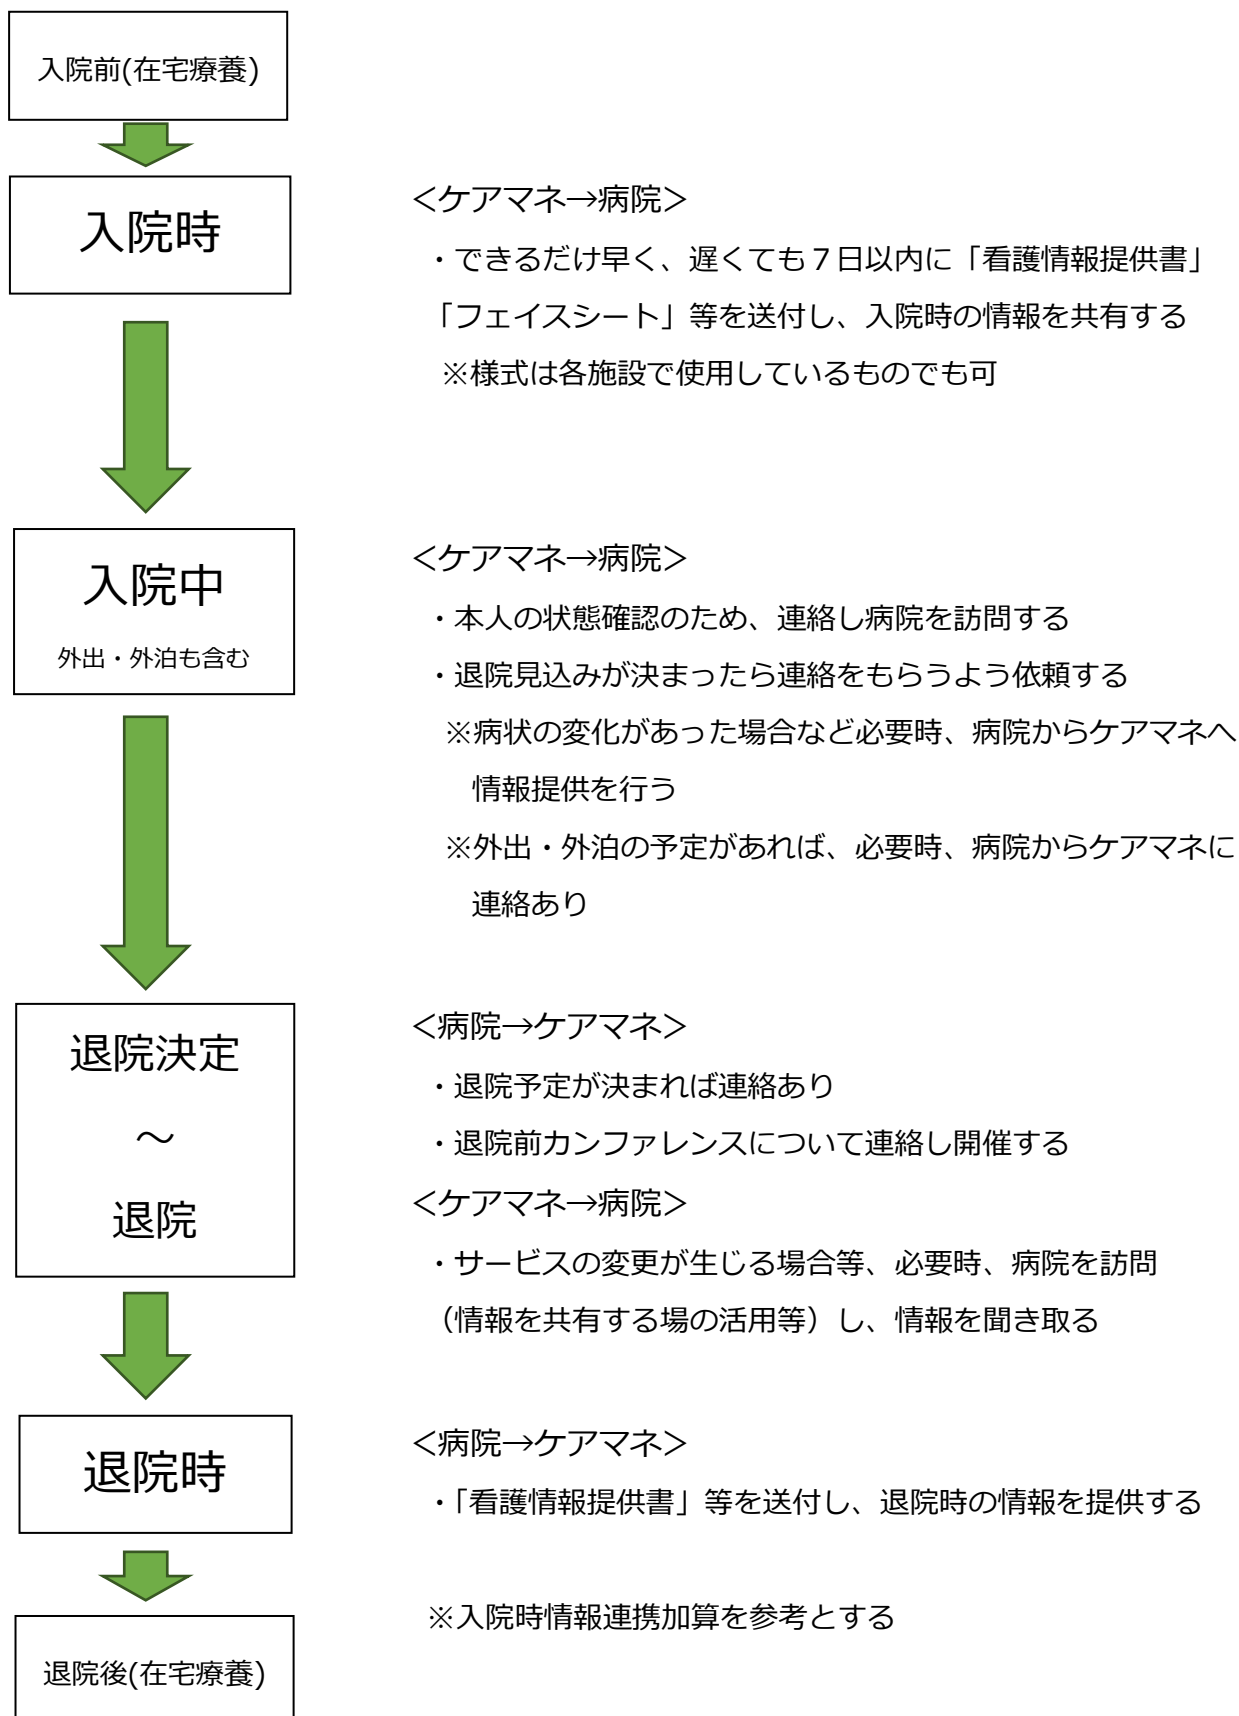 入院前(在宅療養)
入院時
＜ケアマネ→病院＞
・できるだけ早く、遅くても７日以内に「看護情報提供書」
「フェイスシート」等を送付し、入院時の情報を共有する
※様式は各施設で使用しているものでも可
入院中
外出・外泊も含む
＜ケアマネ→病院＞
・本人の状態確認のため、連絡し病院を訪問する
・退院見込みが決まったら連絡をもらうよう依頼する
※病状の変化があった場合など必要時、病院からケアマネへ
情報提供を行う
※外出・外泊の予定があれば、必要時、病院からケアマネに
連絡あり
退院決定
～
退院
＜病院→ケアマネ＞
・退院予定が決まれば連絡あり
・退院前カンファレンスについて連絡し開催する
＜ケアマネ→病院＞
・サービスの変更が生じる場合等、必要時、病院を訪問
（情報を共有する場の活用等）し、情報を聞き取る
退院時
＜病院→ケアマネ＞
・「看護情報提供書」等を送付し、退院時の情報を提供する
※入院時情報連携加算を参考とする
退院後(在宅療養)